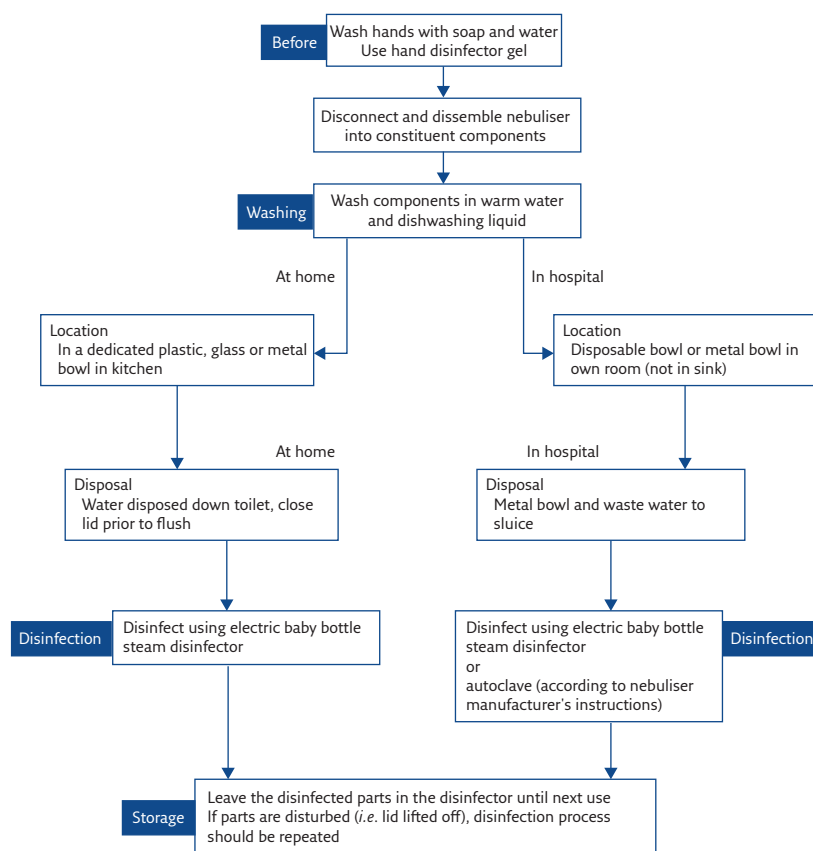 Before
Wash hands with soap and water
Use hand disinfector gel
Disconnect and dissemble nebuliser
into constituent components
Washing
Wash components in warm water
and dishwashing liquid
At home
In hospital
Location
In a dedicated plastic, glass or metal
bowl in kitchen
Location
Disposable bowl or metal bowl in
own room (not in sink)
At home
In hospital
Disposal
Water disposed down toilet, close
lid prior to flush
Disposal
Metal bowl and waste water to
sluice
Disinfection
Disinfect using electric baby bottle
steam disinfector
Disinfect using electric baby bottle
steam disinfector
or
autoclave (according to nebuliser
manufacturer's instructions)
Disinfection
Storage
Leave the disinfected parts in the disinfector until next use
If parts are disturbed (i.e. lid lifted off), disinfection process
should be repeated